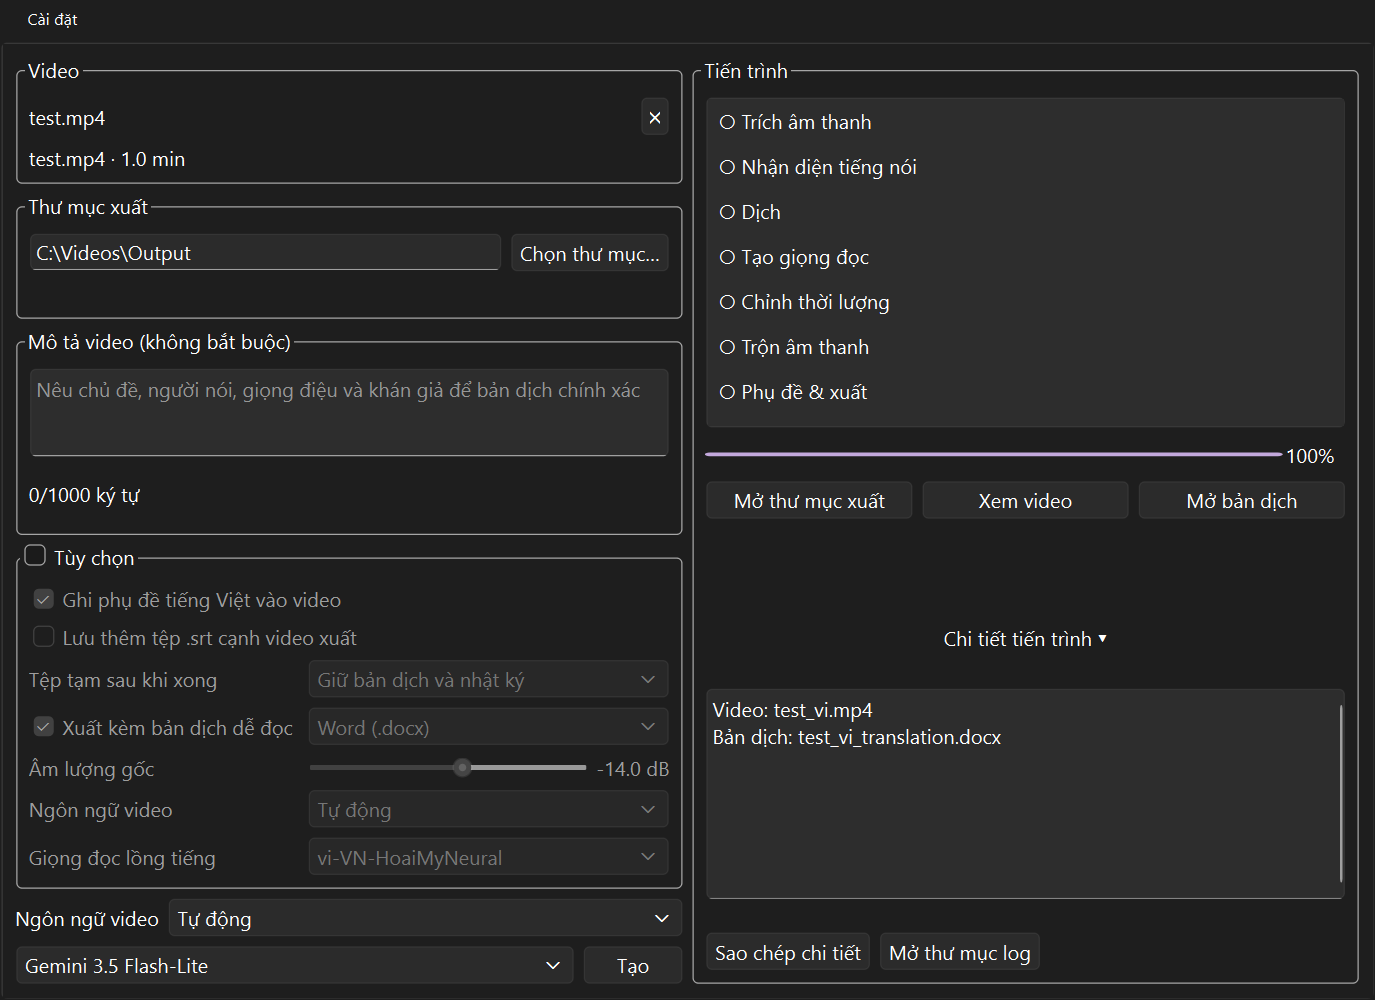 Cài đặt
Video
test.mp4
test.mp4 · 1.0 min
Thư mục xuất
C:\Videos\Output
Chọn thư mục...
Mô tả video (không bắt buộc)
Nêu chủ đề, người nói, giọng điệu và khán giả để bản dịch chính xác
0/1000 ký tự
Tùy chọn
Ghi phụ đề tiếng Việt vào video
Lưu thêm tệp .srt cạnh video xuất
Tệp tạm sau khi xong
Giữ bản dịch và nhật ký
Xuất kèm bản dịch dễ đọc
Word (.docx)
Âm lượng gốc
-14.0 dB
Ngôn ngữ video
Tự động
Giọng đọc lồng tiếng
vi-VN-HoaiMyNeural
Ngôn ngữ video
Tự động
Gemini 3.5 Flash-Lite
Tạo
Tiến trình
Trích âm thanh
Nhận diện tiếng nói
Dịch
Tạo giọng đọc
Chỉnh thời lượng
Trộn âm thanh
Phụ đề & xuất
100%
Mở thư mục xuất
Xem video
Mở bản dịch
Chi tiết tiến trình
Video: test_vi.mp4
Bản dịch: test_vi_translation.docx
Sao chép chi tiết
Mở thư mục log